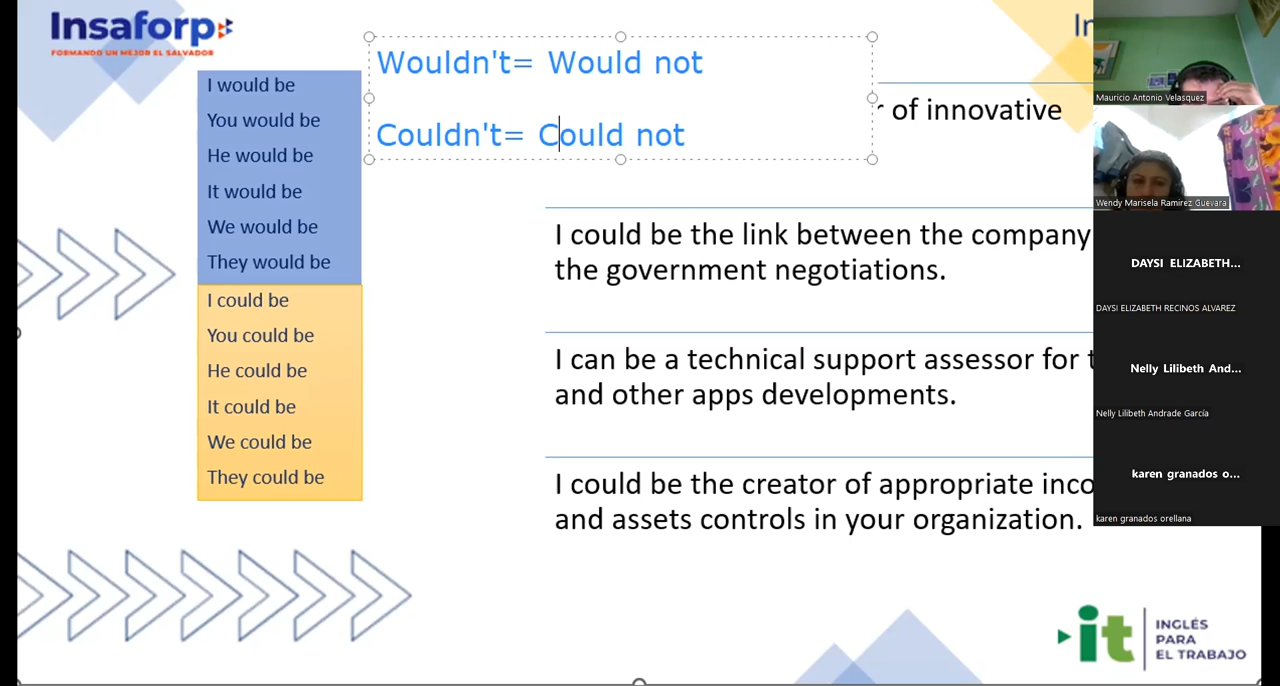 Insaforp
FORMANDO UN MEJOR EL SALVADOR
I would be
You would be
He would be
It would be
We would be
They would be
I could be
You could be
He could be
It could be
We could be
They could be
Wouldn't= Would not
Couldn't= Could not
of innovative
I could be the link between the company
the government negotiations.
I can be a technical support assessor for
and other apps developments.
I could be the creator of appropriate
and assets controls in your organization.
Mauricio Antonio Velasquez
Wendy Marisela Ramirez Guevara
DAYSI ELIZABETH...
DAYSI ELIZABETH RECINOS ALVAREZ
Nelly Lilibeth And...
Nelly Lilibeth Andrade García
karen granados o...
karen granados orellana
it
INGLÉS
PARA
EL TRABAJO